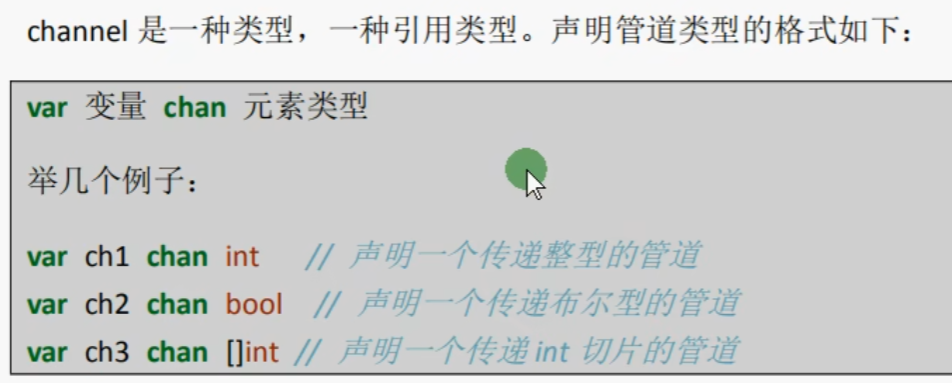 channel 是一种类型，一种引用类型。声明管道类型的格式如下：
var 变量 chan 元素类型
举几个例子：
var ch1 chan int // 声明一个传递整型的管道
var ch2 chan bool // 声明一个传递布尔型的管道
var ch3 chan []int // 声明一个传递 int 切片的管道